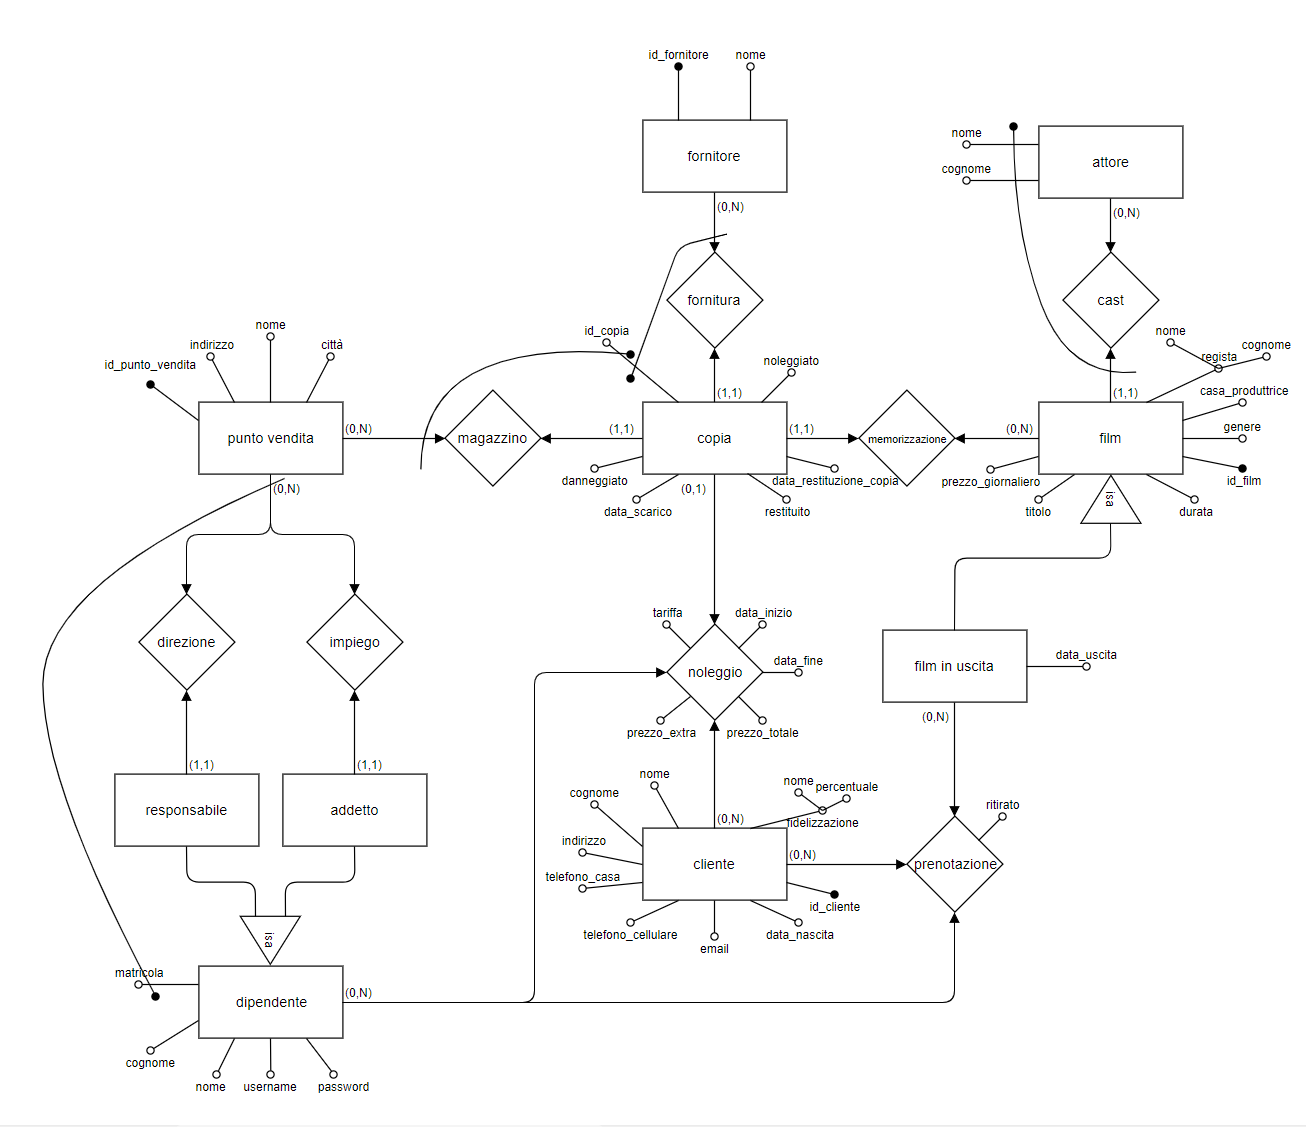 id_fornitore
nome
fornitore
(0,N)
fornitura
nome
cognome
attore
(0,N)
cast
nome
regista
cognome
casa_produttrice
genere
id_film
durata
titolo
prezzo_giornaliero
film
(1,1)
(0,N)
isa
id_punto_vendita
indirizzo
nome
città
punto vendita
(0,N)
(0,N)
magazzino
(1,1)
id_copia
noleggiato
(1,1)
copia
(1,1)
memorizzazione
danneggiato
data_scarico
(0,1)
restituito
data_restituzione_copia
direzione
impiego
(1,1)
(1,1)
responsabile
addetto
isa
matricola
cognome
nome
username
password
dipendente
(0,N)
tariffa
data_inizio
data_fine
noleggio
prezzo_extra
prezzo_totale
film in uscita
data_uscita
(0,N)
ritirato
prenotazione
nome
cognome
indirizzo
telefono_casa
telefono_cellulare
email
data_nascita
id_cliente
nome
percentuale
fidelizzazione
(0,N)
cliente
(0,N)